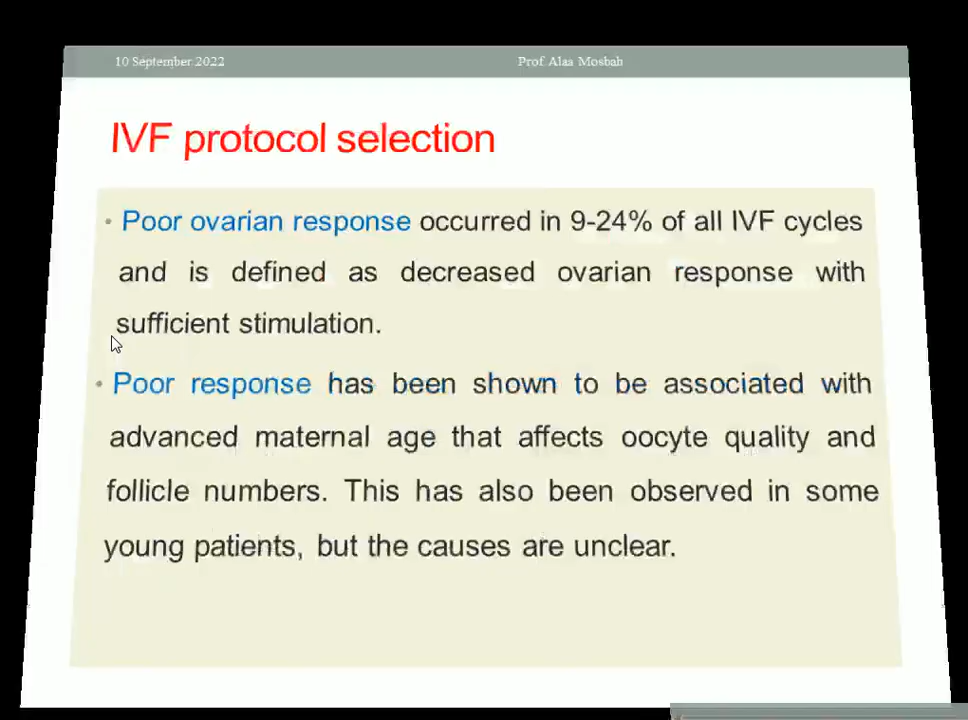 10 September 2022
Prof Alaa Mosbah
IVF protocol selection
• Poor ovarian response occurred in 9-24% of all IVF cycles
and is defined as decreased ovarian response with
sufficient stimulation.
• Poor response has been shown to be associated with
advanced maternal age that affects oocyte quality and
follicle numbers. This has also been observed in some
young patients, but the causes are unclear.